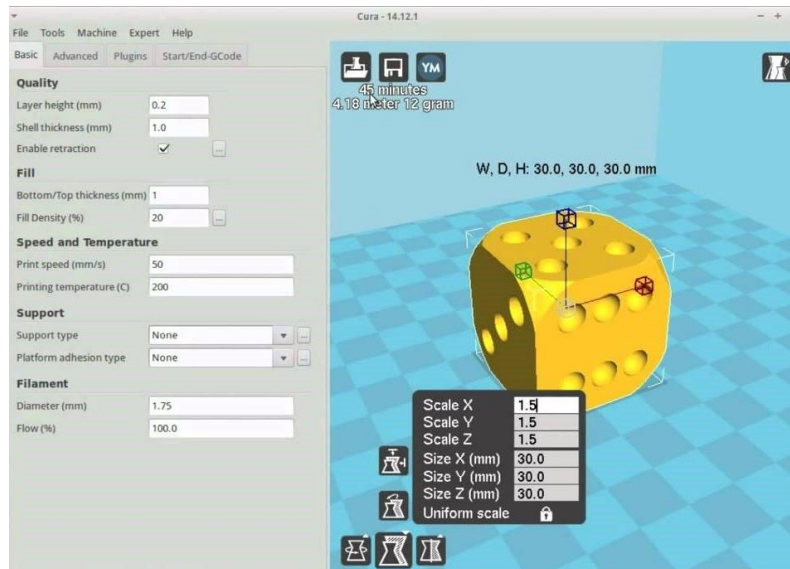 Cura - 14.12.1
File Tools Machine Expert Help
Basic Advanced Plugins Start/End-GCode
Quality
Layer height (mm) 0.2
Shell thickness (mm) 1.0
Enable retraction ...
Fill
Bottom/Top thickness (mm) 1
Fill Density (%) 20 ...
Speed and Temperature
Print speed (mm/s) 50
Printing temperature (C) 200
Support
Support type None ...
Platform adhesion type None ...
Filament
Diameter (mm) 1.75
Flow (%) 100.0
YM
45 minutes
4.18 meter 12 gram
W, D, H: 30.0, 30.0, 30.0 mm
Scale X 1.5
Scale Y 1.5
Scale Z 1.5
Size X (mm) 30.0
Size Y (mm) 30.0
Size Z (mm) 30.0
Uniform scale